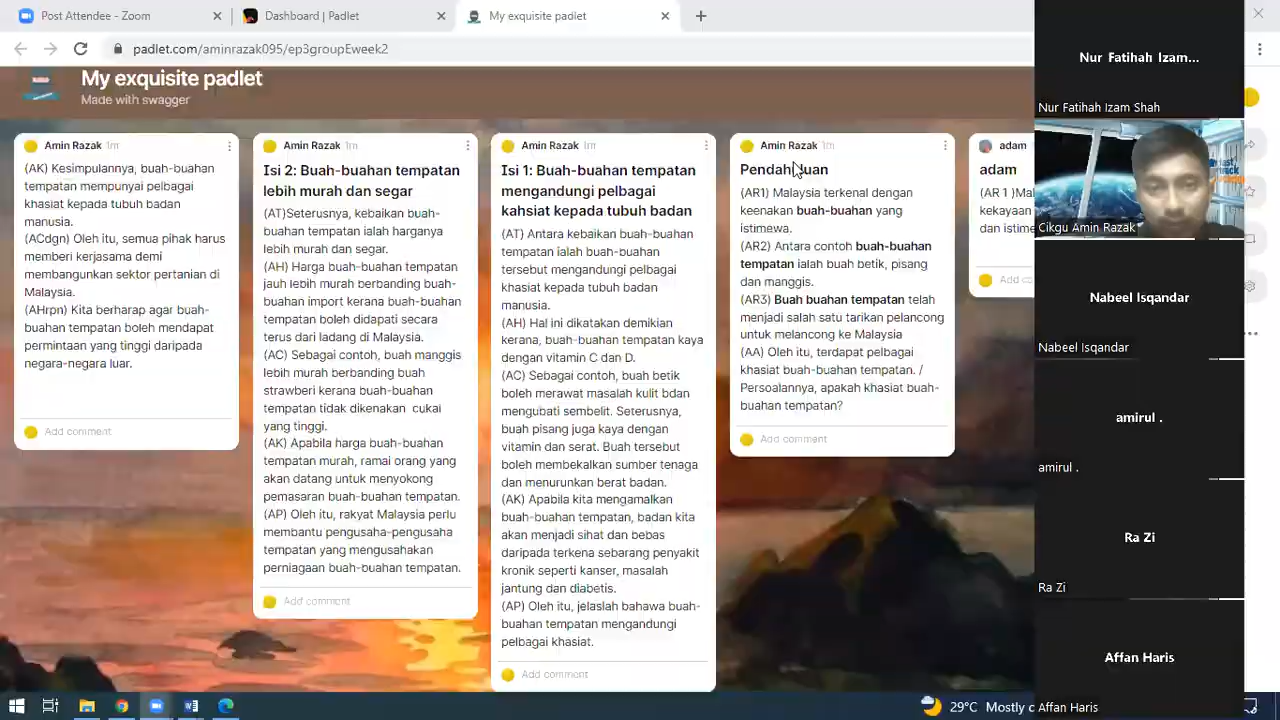 Post Attendee - Zoom
Dashboard | Padlet
My exquisite padlet
padlet.com/aminrazak095/ep3groupEweek2
My exquisite padlet
Made with swagger
Amin Razak 1m
(AK) Kesimpulannya, buah-buahan
tempatan mempunyai pelbagai
khasiat kepada tubuh badan
manusia.
(ACdgn) Oleh itu, semua pihak harus
memberi kerjasama demi
membangunkan sektor pertanian di
Malaysia.
(AHrpn) Kita berharap agar buah-
buahan tempatan boleh mendapat
permintaan yang tinggi daripada
negara-negara luar.
Add comment
Amin Razak 1m
Isi 2: Buah-buahan tempatan
lebih murah dan segar
(AT)Seterusnya, kebaikan buah-
buahan tempatan ialah harganya
lebih murah dan segar.
(AH) Harga buah-buahan tempatan
jauh lebih murah berbanding buah-
buahan import kerana buah-buahan
tempatan boleh didapati secara
terus dari ladang di Malaysia.
(AC) Sebagai contoh, buah manggis
lebih murah berbanding buah
strawberi kerana buah-buahan
tempatan tidak dikenakan cukai
yang tinggi.
(AK) Apabila harga buah-buahan
tempatan murah, ramai orang yang
akan datang untuk menyokong
pemasaran buah-buahan tempatan.
(AP) Oleh itu, rakyat Malaysia perlu
membantu pengusaha-pengusaha
tempatan yang mengusahakan
perniagaan buah-buahan tempatan.
Add comment
Amin Razak 1m
Isi 1: Buah-buahan tempatan
mengandungi pelbagai
kahsiat kepada tubuh badan
(AT) Antara kebaikan buah-buahan
tempatan ialah buah-buahan
tersebut mengandungi pelbagai
khasiat kepada tubuh badan
manusia.
(AH) Hal ini dikatakan demikian
kerana, buah-buahan tempatan kaya
dengan vitamin C dan D.
(AC) Sebagai contoh, buah betik
boleh merawat masalah kulit bdan
mengubati sembelit. Seterusnya,
buah pisang juga kaya dengan
vitamin dan serat. Buah tersebut
boleh membekalkan sumber tenaga
dan menurunkan berat badan.
(AK) Apabila kita mengamalkan
buah-buahan tempatan, badan kita
akan menjadi sihat dan bebas
daripada terkena sebarang penyakit
kronik seperti kanser, masalah
jantung dan diabetis.
(AP) Oleh itu, jelaslah bahawa buah-
buahan tempatan mengandungi
pelbagai khasiat.
Add comment
Amin Razak 1m
Pendahuluan
(AR1) Malaysia terkenal dengan
keenakan buah-buahan yang
istimewa.
(AR2) Antara contoh buah-buahan
tempatan ialah buah betik, pisang
dan manggis.
(AR3) Buah buahan tempatan telah
menjadi salah satu tarikan pelancong
untuk melancong ke Malaysia
(AA) Oleh itu, terdapat pelbagai
khasiat buah-buahan tempatan. /
Persoalannya, apakah khasiat buah-
buahan tempatan?
Add comment
adam
adam
(AR 1 )Mal
kekayaan
dan istime
Add co
Nur Fatihah Izam...
Nur Fatihah Izam Shah
Cikgu Amin Razak
Nabeel Isqandar
Nabeel Isqandar
amirul .
amirul .
Ra Zi
Ra Zi
Affan Haris
Affan Haris
29°C Mostly c